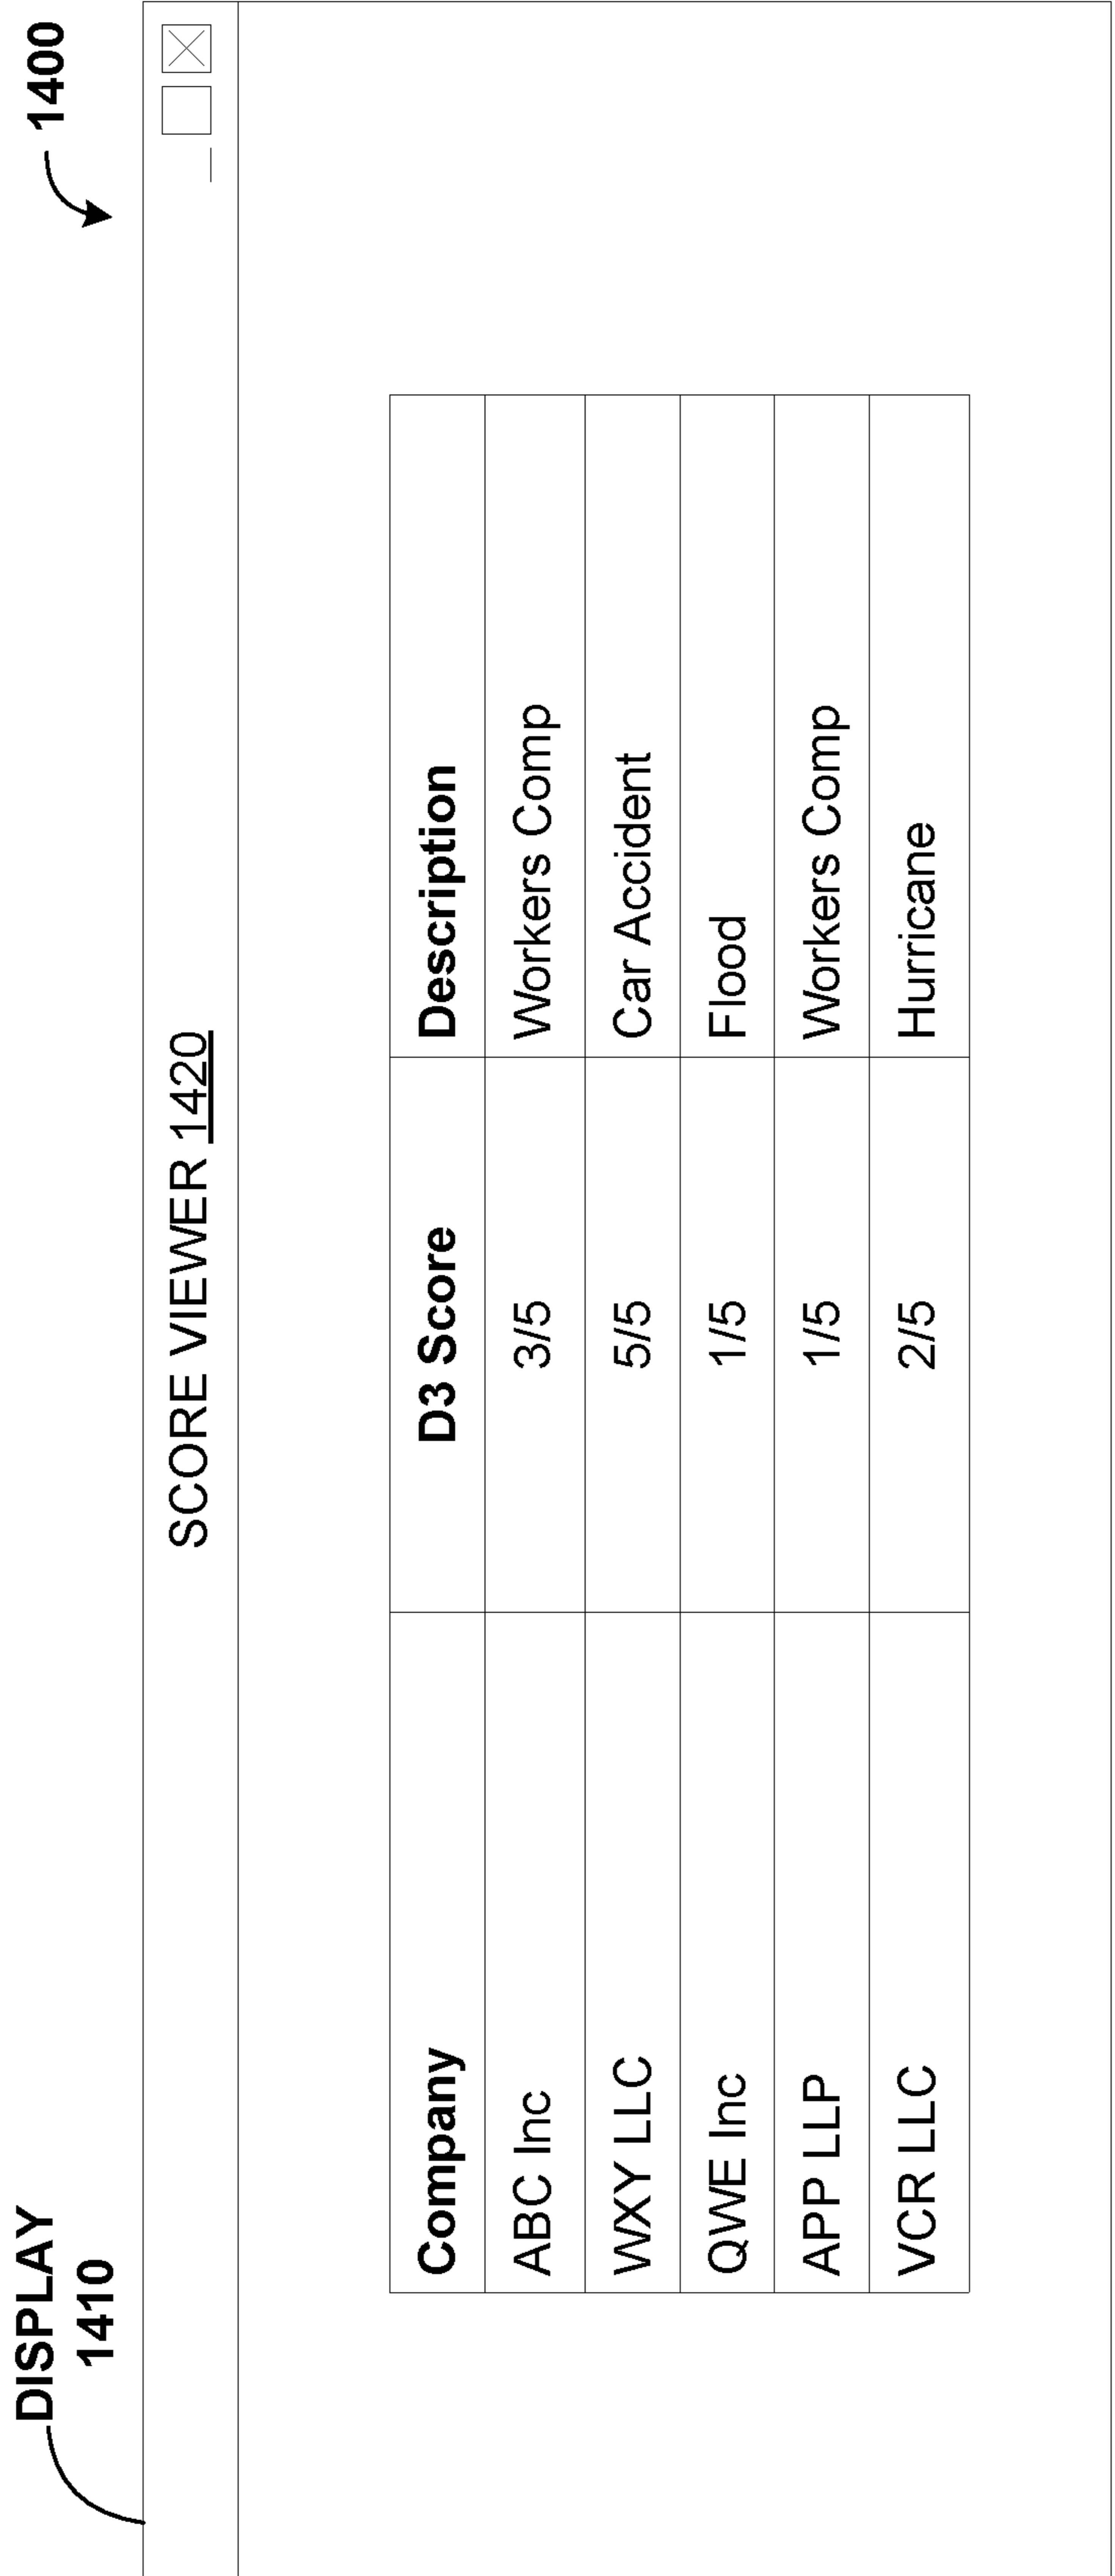 1400
DISPLAY
1410
SCORE VIEWER 1420
Company D3 Score Description
ABC Inc 3/5 Workers Comp
WXY LLC 5/5 Car Accident
QWE Inc 1/5 Flood
APP LLP 1/5 Workers Comp
VCR LLC 2/5 Hurricane